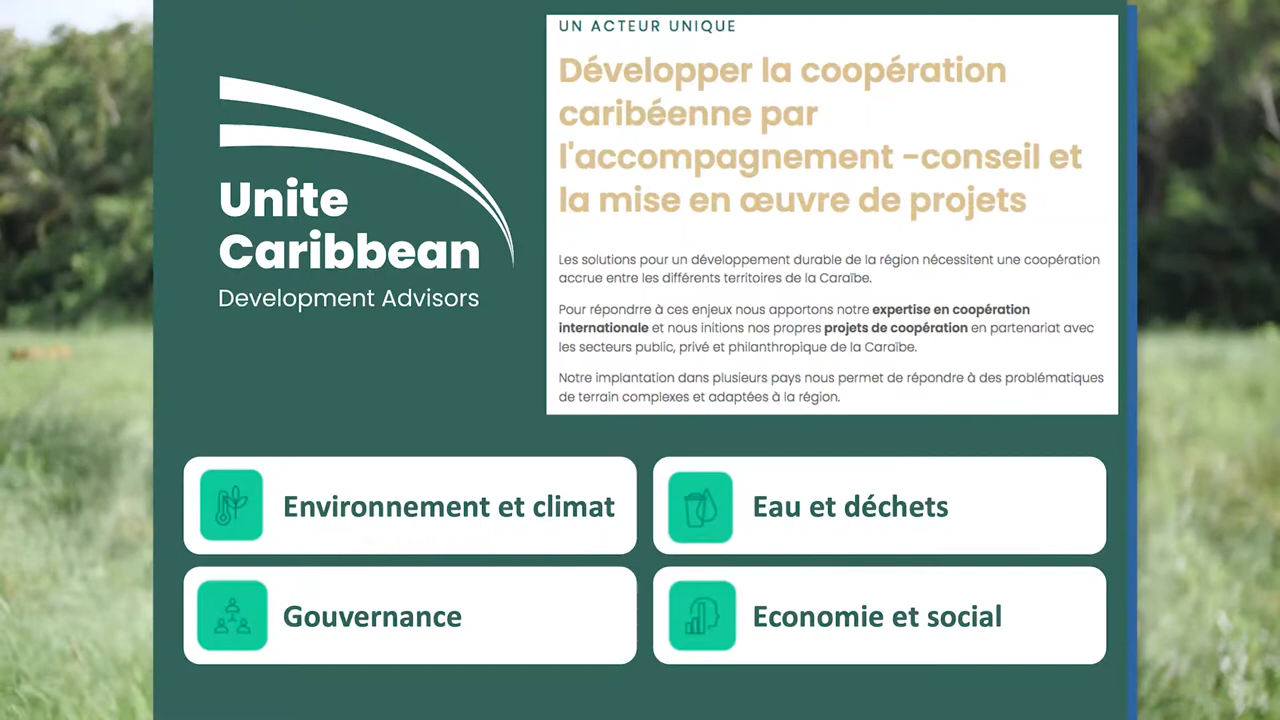 Unite
Caribbean
Development Advisors
UN ACTEUR UNIQUE
Développer la coopération
caribéenne par
l'accompagnement -conseil et
la mise en œuvre de projets
Les solutions pour un développement durable de la région nécessitent une coopération
accrue entre les différents territoires de la Caraïbe.
Pour répondre à ces enjeux nous apportons notre expertise en coopération
internationale et nous initions nos propres projets de coopération en partenariat avec
les secteurs public, privé et philanthropique de la Caraïbe.
Notre implantation dans plusieurs pays nous permet de répondre à des problématiques
de terrain complexes et adaptées à la région.
Environnement et climat
Eau et déchets
Gouvernance
Economie et social